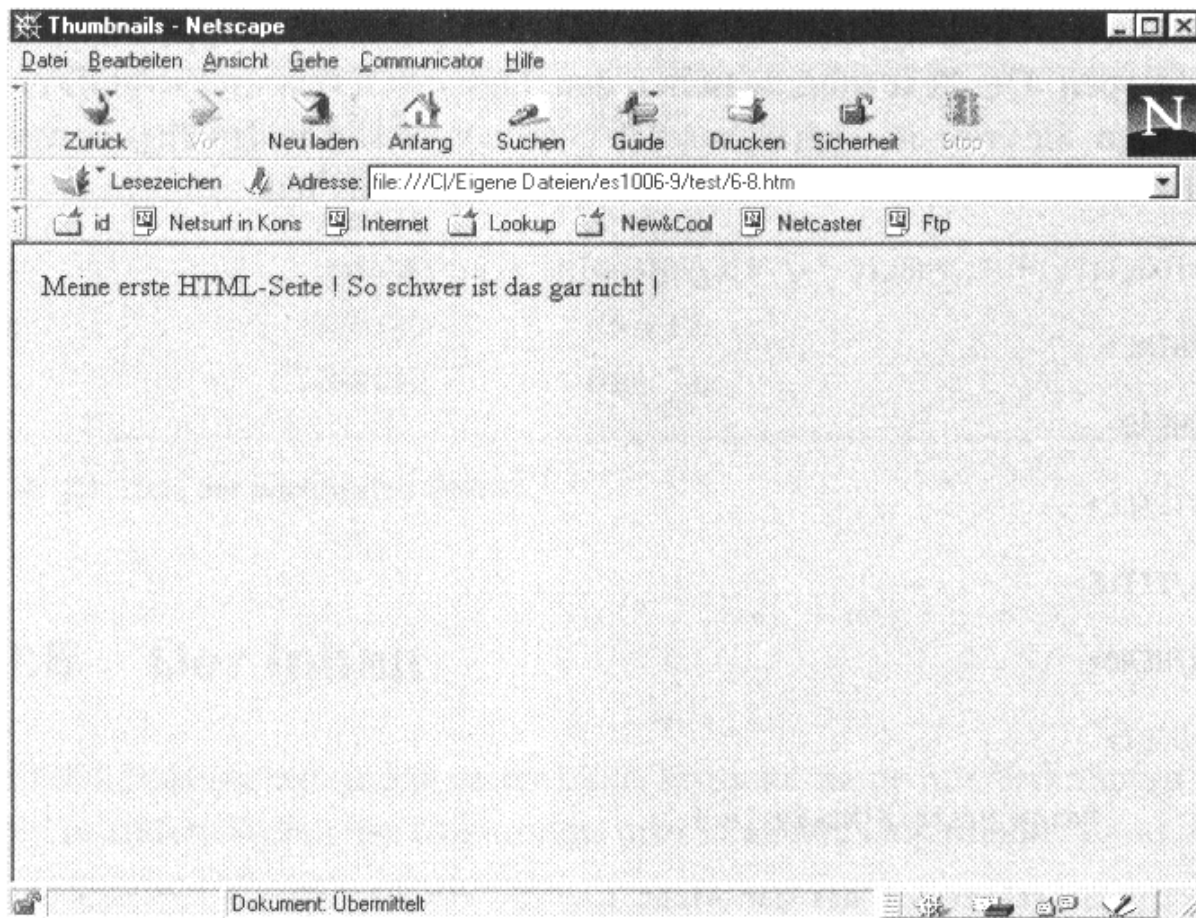 Thumbnails - Netscape
Datei Bearbeiten Ansicht Gehe Communicator Hilfe
Zurück Vor Neu laden Anfang Suchen Guide Drucken Sicherheit Stop
N
Lesezeichen Adresse: file:///C|/Eigene Dateien/es1006-9/test/6-8.htm
id Netsurf in Kons Internet Lookup New&Cool Netcaster Ftp
Meine erste HTML-Seite ! So schwer ist das gar nicht !
Dokument: Übermittelt